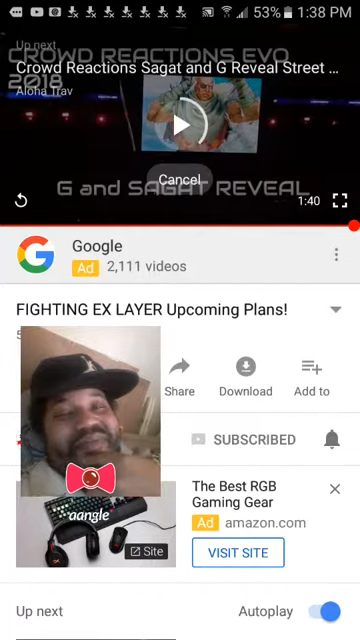 53% 1:38 PM
Up next
CROWD REACTIONS EVO
2018
Crowd Reactions Sagat and G Reveal Street ...
Aloha Trav
Cancel
G and SAGAT REVEAL
1:40
Google
Ad 2,111 videos
FIGHTING EX LAYER Upcoming Plans!
5
Share
Download
Add to
SUBSCRIBED
The Best RGB
Gaming Gear
Ad amazon.com
VISIT SITE
aangle
Site
Up next
Autoplay